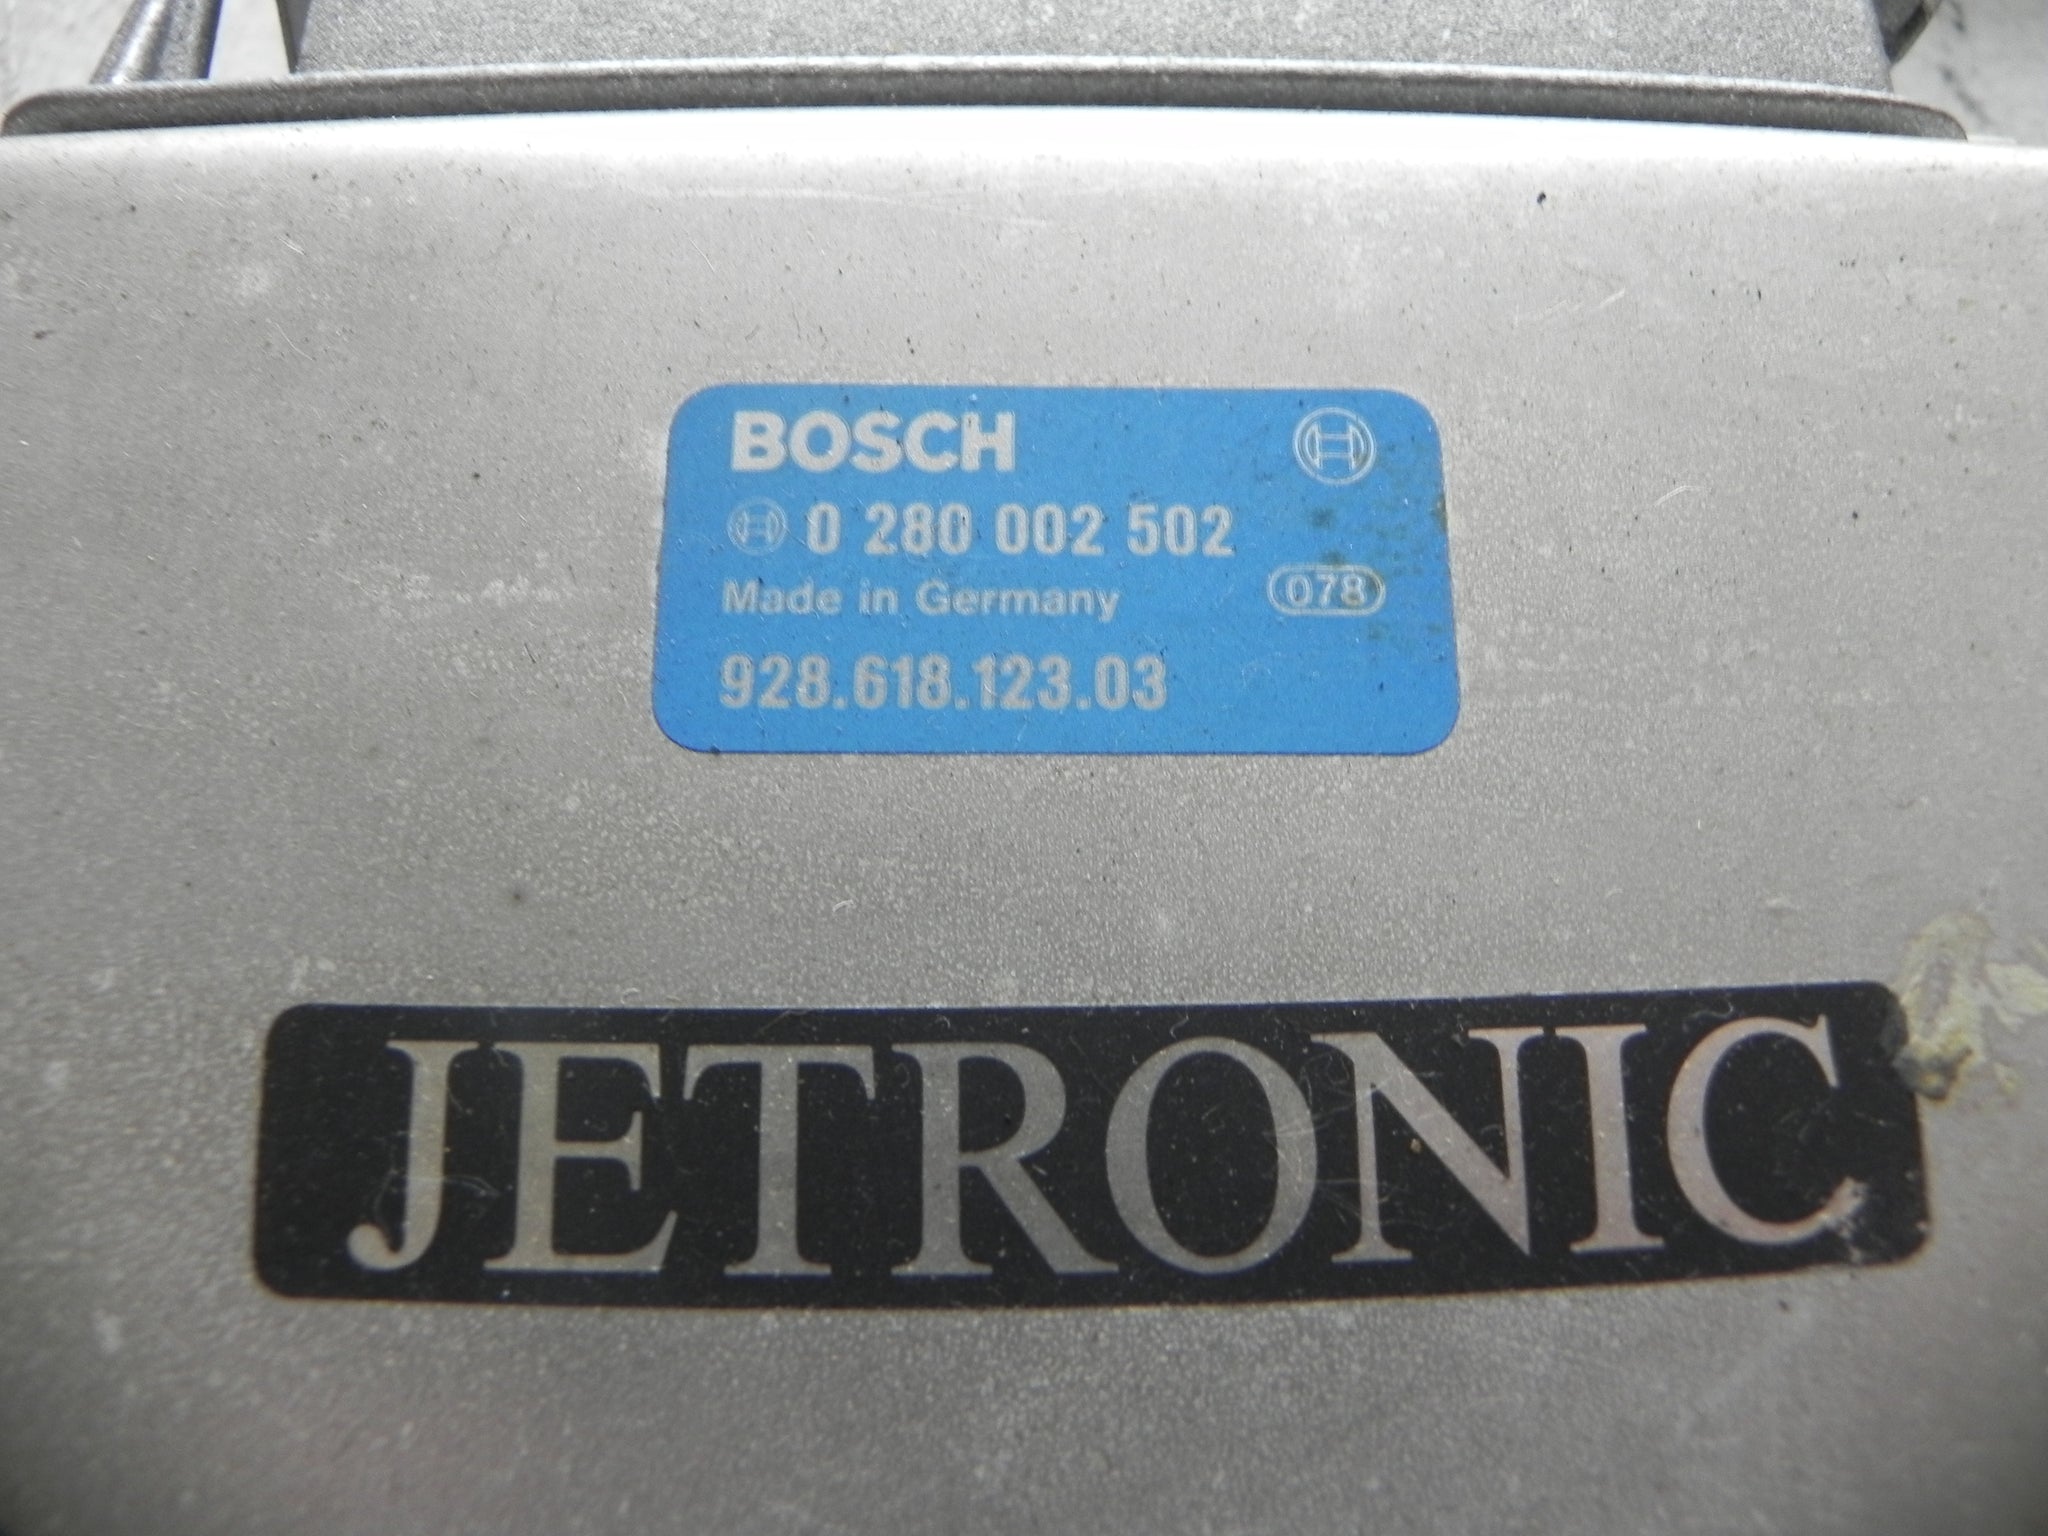 BOSCH
0 280 002 502
Made in Germany 078
928.618.123.03
JETRONIC